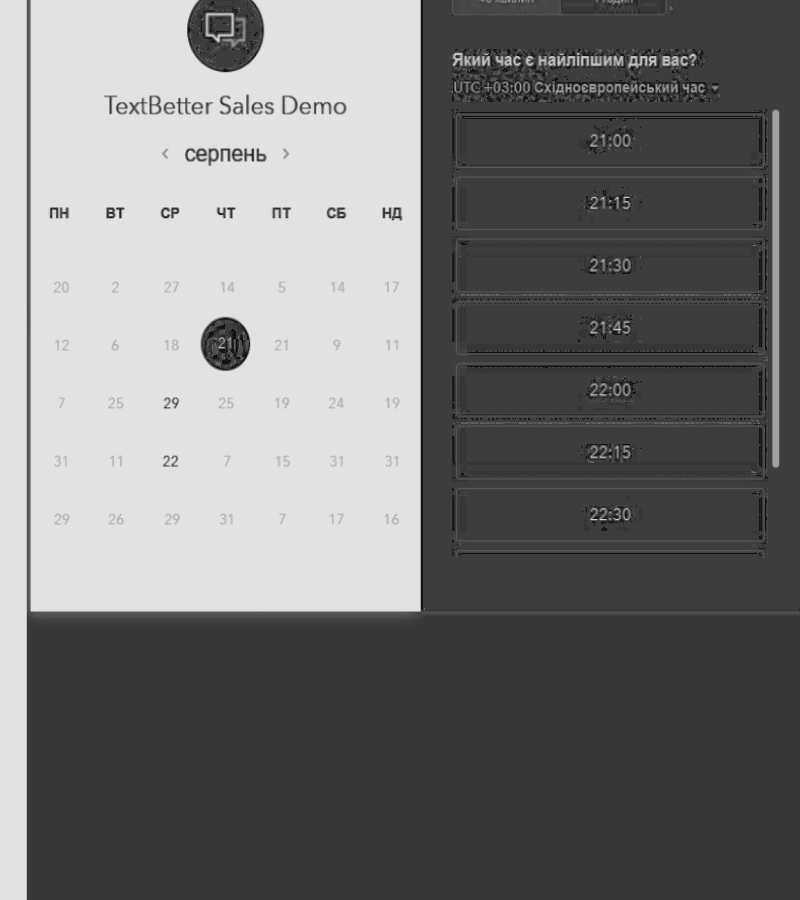 TextBetter Sales Demo
‹ серпень ›
ПН ВТ СР ЧТ ПТ СБ НД
20 2 27 14 5 14 17
12 6 18 21 21 9 11
7 25 29 25 19 24 19
31 11 22 7 15 31 31
29 26 29 31 7 17 16
Який час є найліпшим для вас?
UTC +03:00 Східноєвропейський час
21:00
21:15
21:30
21:45
22:00
22:15
22:30